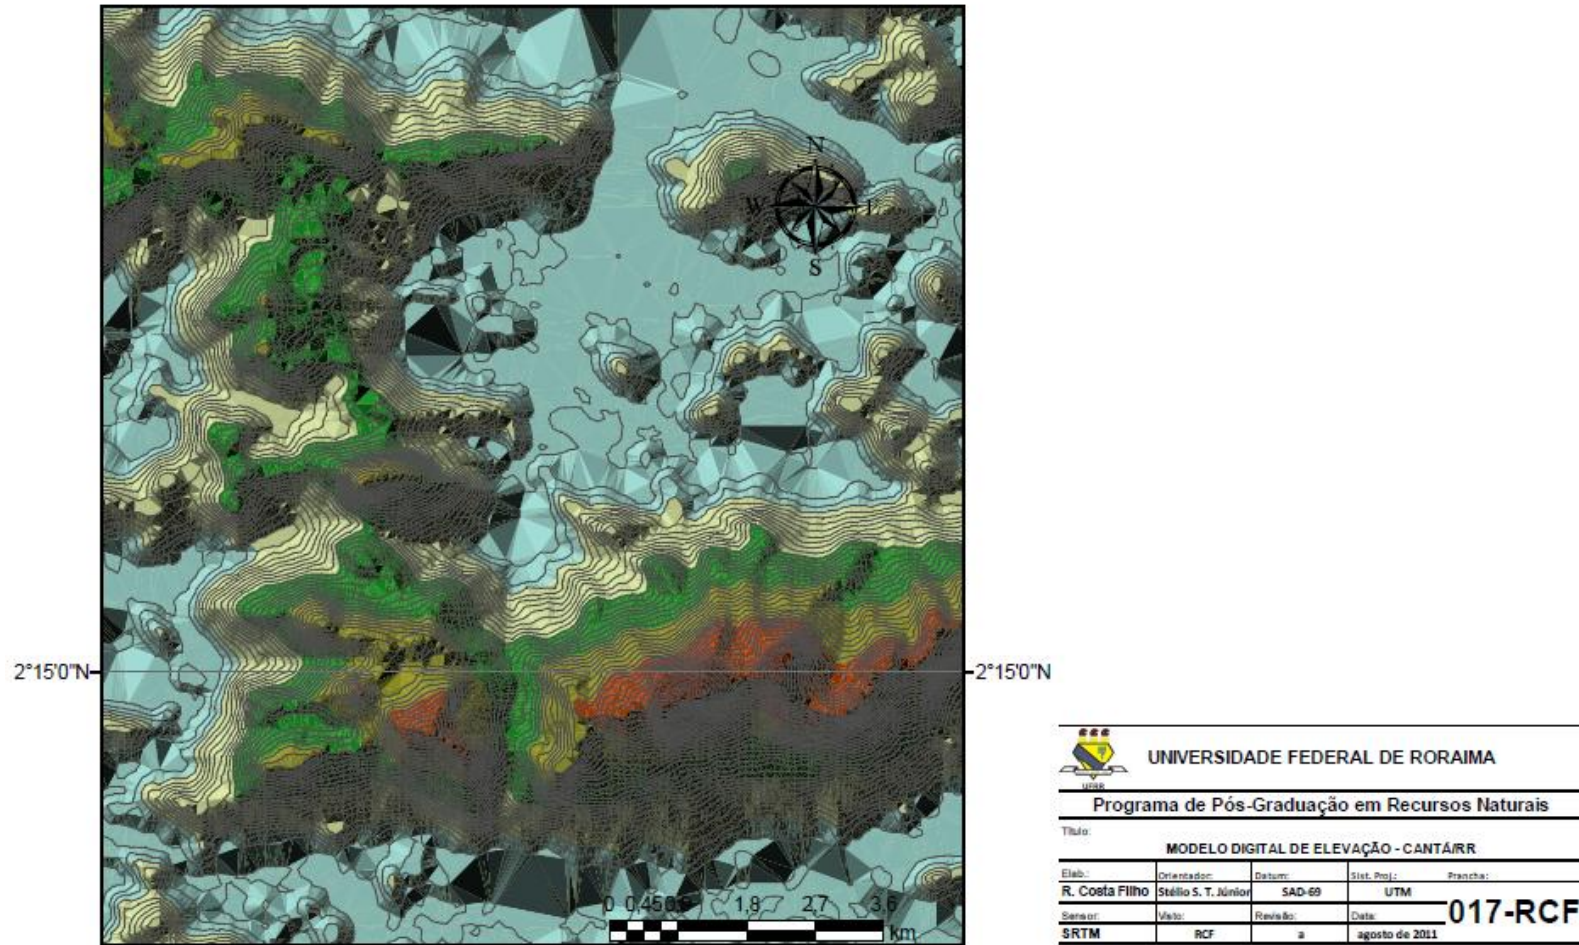 N
W
L
S
2°15'0"N
2°15'0"N
0 0,45 0,9 1,8 2,7 3,6
km
UFRR
UNIVERSIDADE FEDERAL DE RORAIMA
Programa de Pós-Graduação em Recursos Naturais
Título:
MODELO DIGITAL DE ELEVAÇÃO - CANTÁ/RR
Elab.: Orientador: Datum: Sist. Proj.: Prancha:
R. Costa Filho Stélio S. T. Júnior SAD-69 UTM
017-RCF
Sensor: Visto: Revisão: Data:
SRTM RCF a agosto de 2011